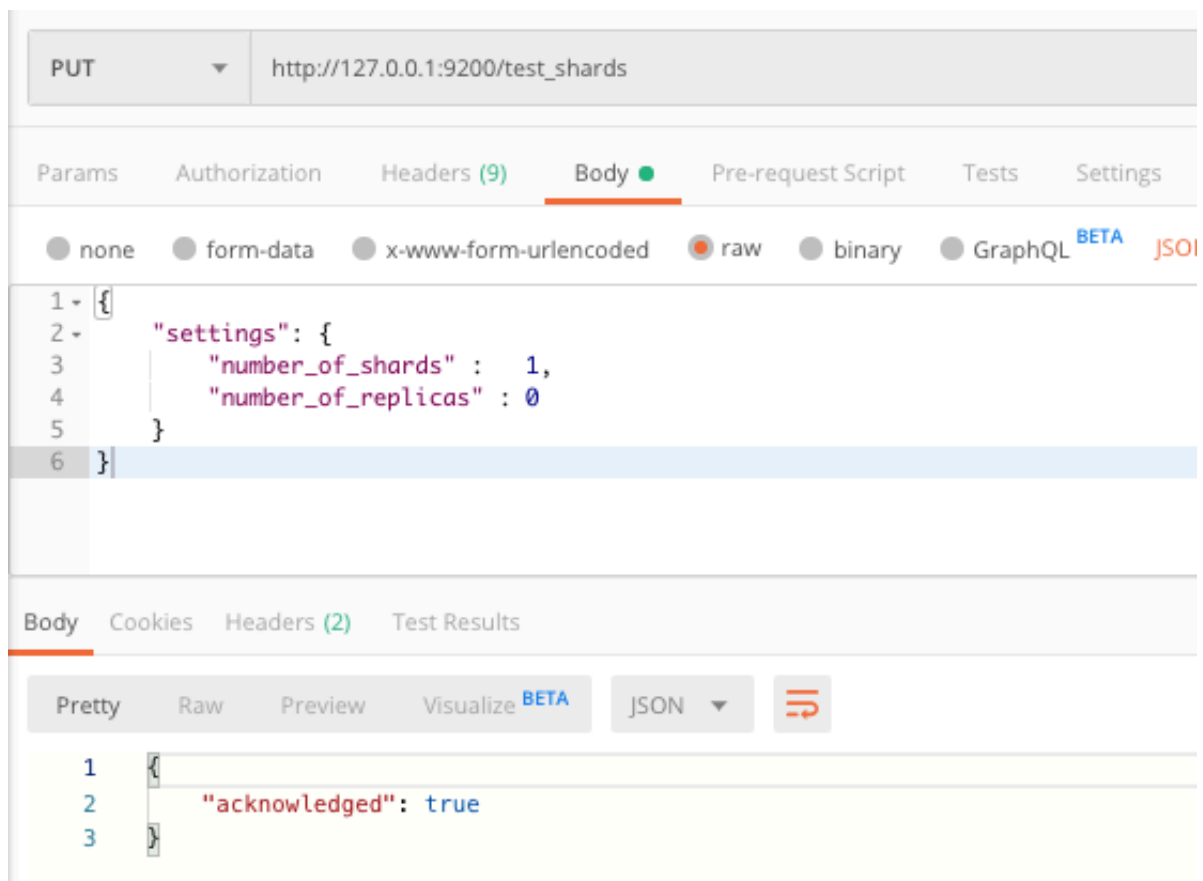 PUT http://127.0.0.1:9200/test_shards
Params Authorization Headers (9) Body Pre-request Script Tests Settings
none form-data x-www-form-urlencoded raw binary GraphQL BETA
1 {
2 "settings": {
3 "number_of_shards" : 1,
4 "number_of_replicas" : 0
5 }
6 }
Body Cookies Headers (2) Test Results
Pretty Raw Preview Visualize BETA JSON
1 {
2 "acknowledged": true
3 }